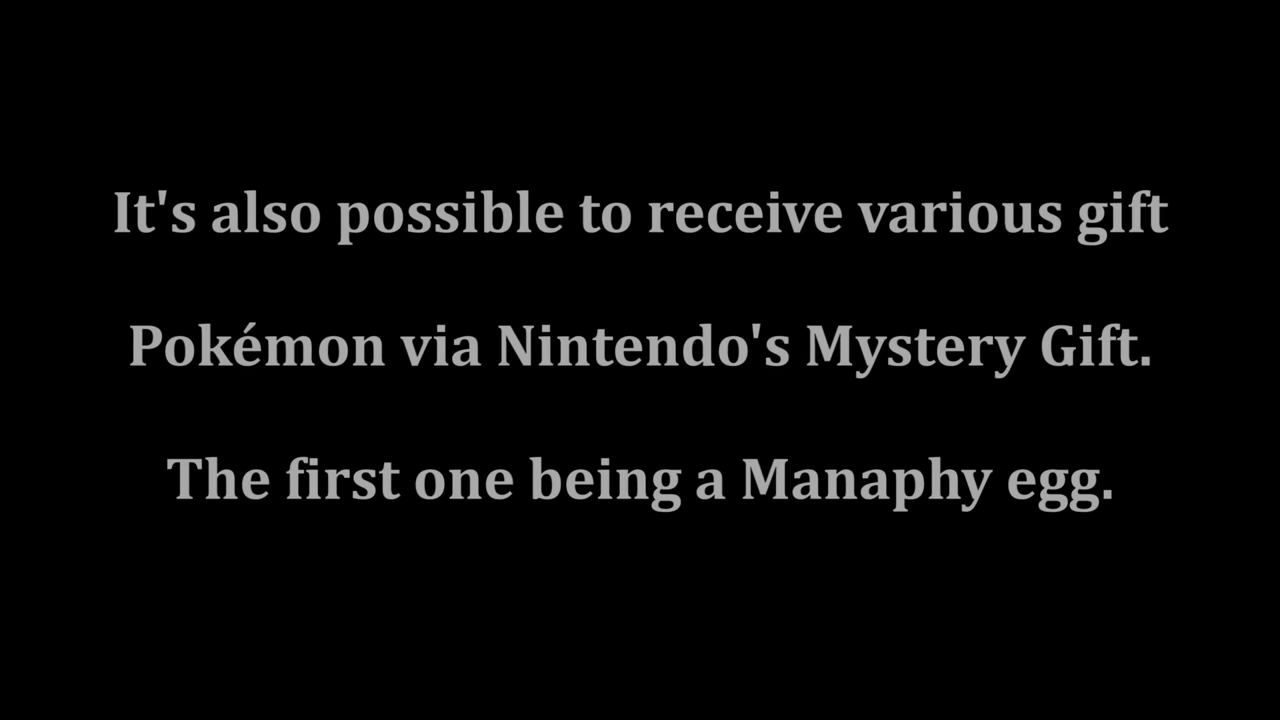 It's also possible to receive various gift
Pokémon via Nintendo's Mystery Gift.
The first one being a Manaphy egg.